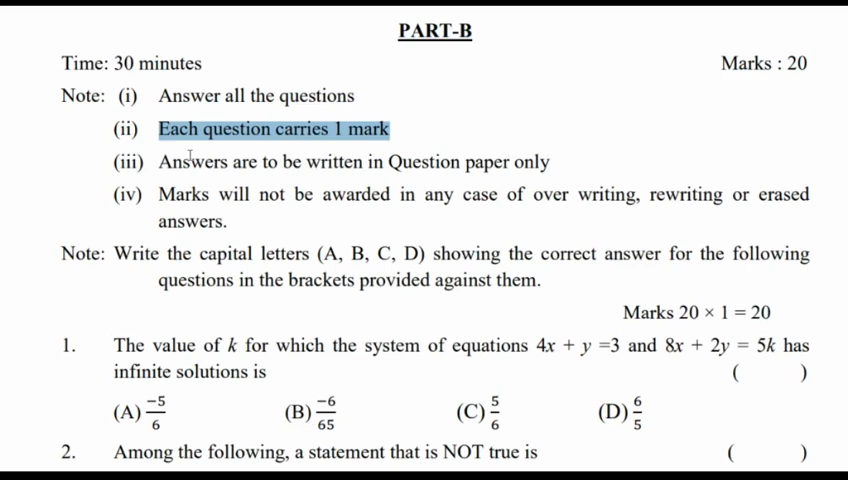 PART-B
Time: 30 minutes Marks : 20
Note: (i) Answer all the questions
(ii) Each question carries 1 mark
(iii) Answers are to be written in Question paper only
(iv) Marks will not be awarded in any case of over writing, rewriting or erased
answers.
Note: Write the capital letters (A, B, C, D) showing the correct answer for the following
questions in the brackets provided against them.
Marks 20 × 1 = 20
1. The value of k for which the system of equations 4x + y =3 and 8x + 2y = 5k has
infinite solutions is ( )
(A) −5/6 (B) −6/65 (C) 5/6 (D) 6/5
2. Among the following, a statement that is NOT true is ( )